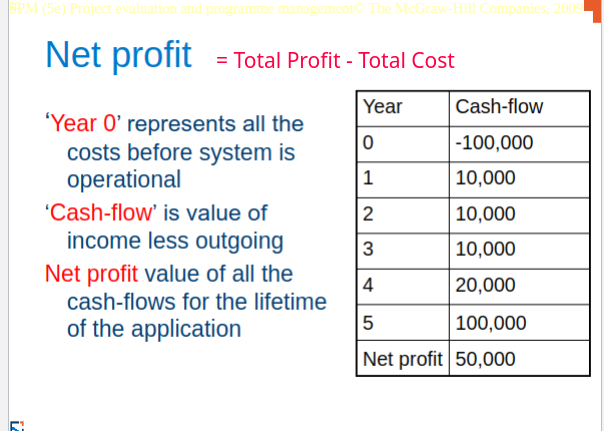 SPM (5e) Project evaluation and programme management© The McGraw-Hill Companies, 2009
Net profit = Total Profit - Total Cost
‘Year 0’ represents all the
costs before system is
operational
‘Cash-flow’ is value of
income less outgoing
Net profit value of all the
cash-flows for the lifetime
of the application
Year Cash-flow
0 -100,000
1 10,000
2 10,000
3 10,000
4 20,000
5 100,000
Net profit 50,000